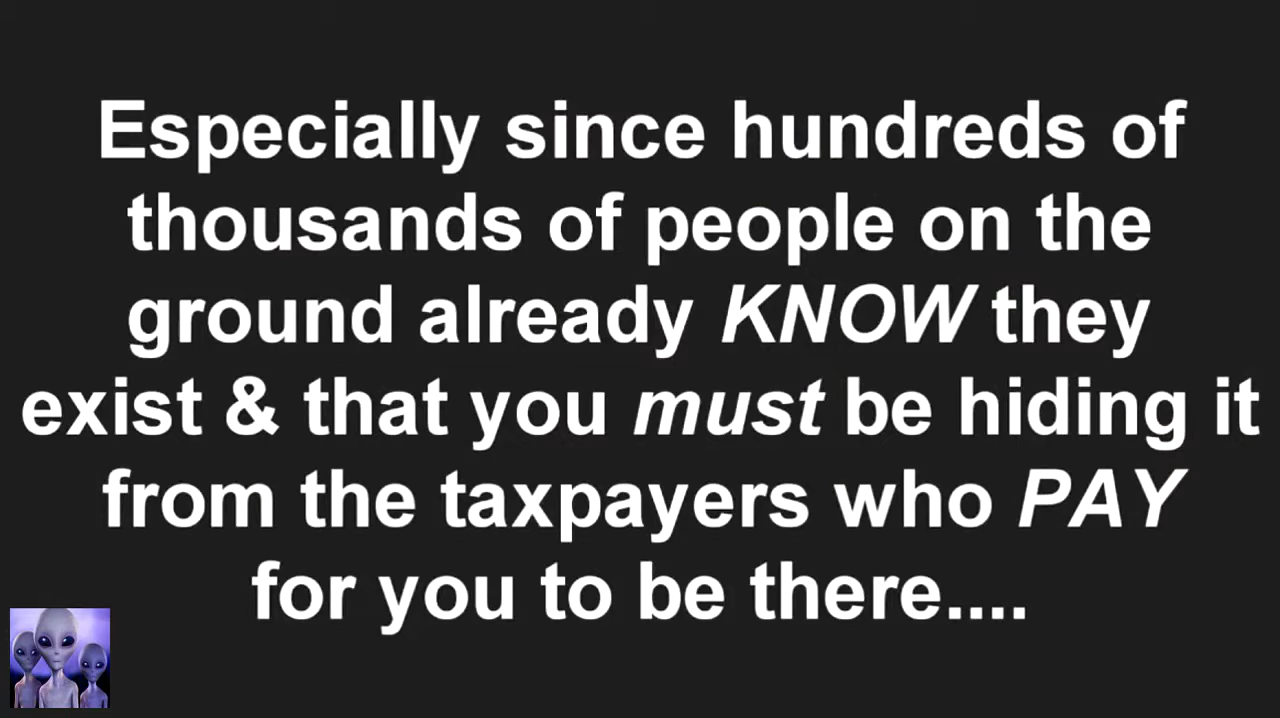 Especially since hundreds of
thousands of people on the
ground already KNOW they
exist & that you must be hiding it
from the taxpayers who PAY
for you to be there....